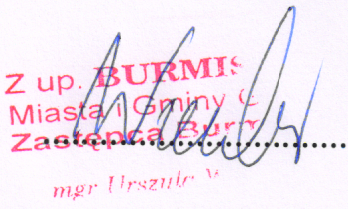 Z up. BURMIS
Miasta i Gminy
Zastępca Burm
mgr Urszula